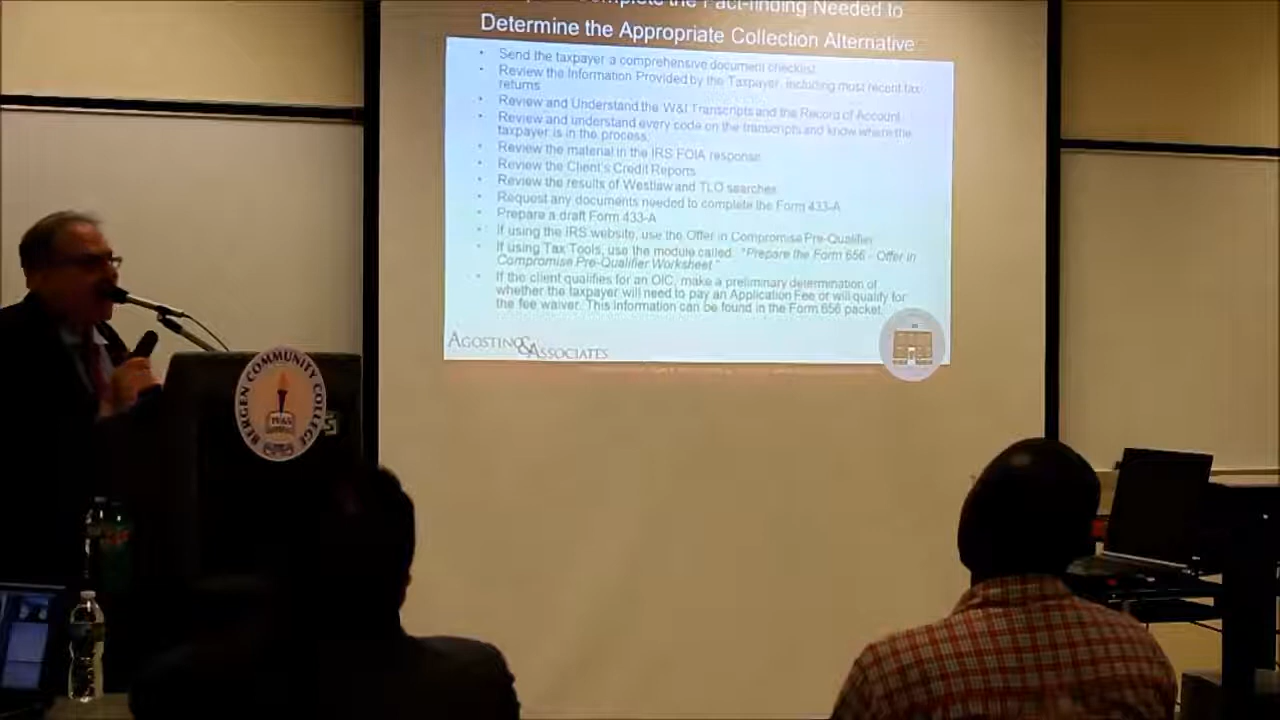 Complete the Fact-finding Needed to
Determine the Appropriate Collection Alternative
• Send the taxpayer a comprehensive document checklist
• Review the Information Provided by the Taxpayer, including most recent tax
returns
• Review and Understand the W&I Transcripts and the Record of Account
• Review and understand every code on the transcripts and know where the
taxpayer is in the process.
• Review the material in the IRS FOIA response
• Review the Client's Credit Reports
• Review the results of Westlaw and TLO searches
• Request any documents needed to complete the Form 433-A
• Prepare a draft Form 433-A
• If using the IRS website, use the Offer in Compromise Pre-Qualifier
• If using Tax Tools, use the module called: "Prepare the Form 656 - Offer in
Compromise Pre-Qualifier Worksheet"
• If the client qualifies for an OIC, make a preliminary determination of
whether the taxpayer will need to pay an Application Fee or will qualify for
the fee waiver. This information can be found in the Form 656 packet.
AGOSTINO & ASSOCIATES
BERGEN COMMUNITY COLLEGE